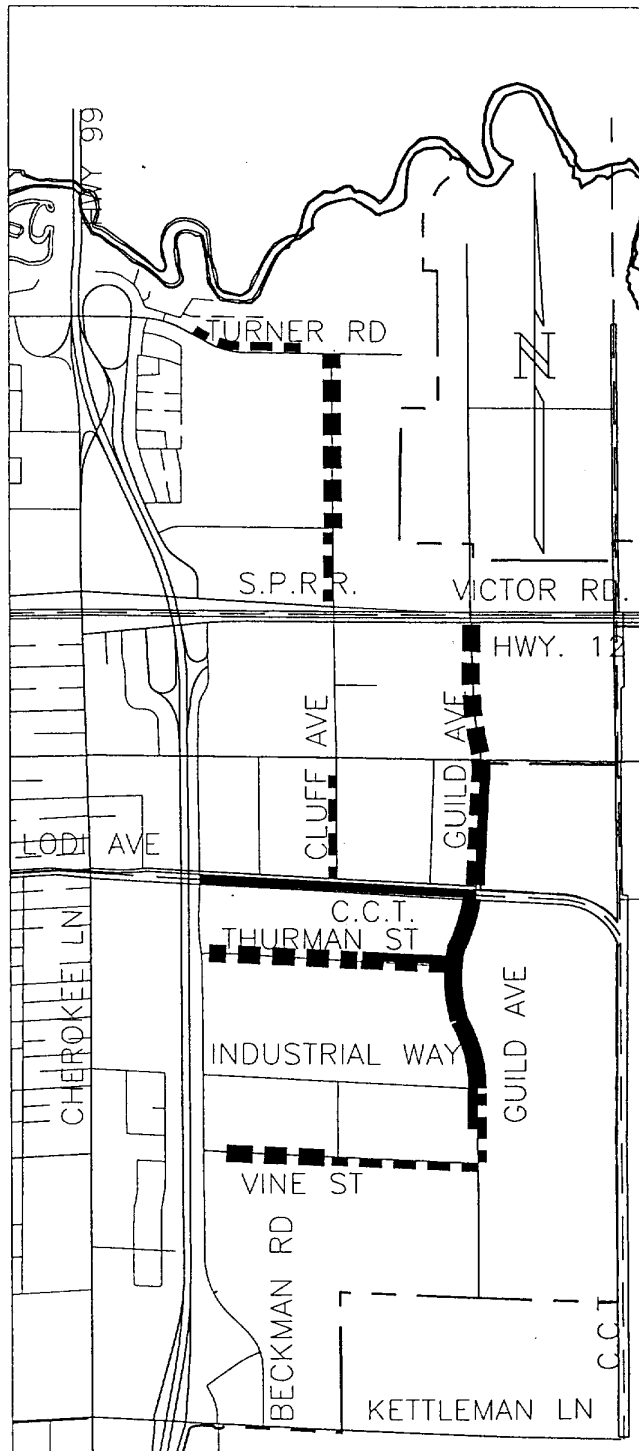 HWY 99
TURNER RD
N
S.P.R.R.
VICTOR RD.
HWY. 12
CLUFF AVE
GUILD AVE
LODI AVE
C.C.T.
THURMAN ST
CHEROKEE LN
INDUSTRIAL WAY
GUILD AVE
VINE ST
BECKMAN RD
C.C.T
KETTLEMAN LN